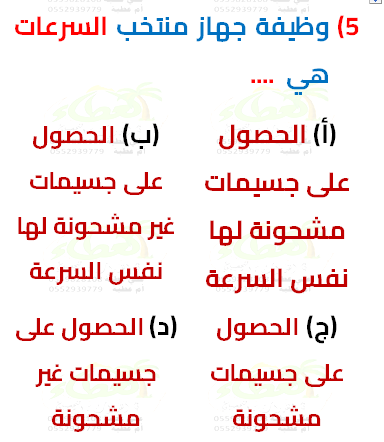 5) وظيفة جهاز منتخب السرعات
هي ....
(أ) الحصول
على جسيمات
مشحونة لها
نفس السرعة
(ب) الحصول
على جسيمات
غير مشحونة لها
نفس السرعة
(ج) الحصول
على جسيمات
مشحونة
(د) الحصول على
جسيمات غير
مشحونة